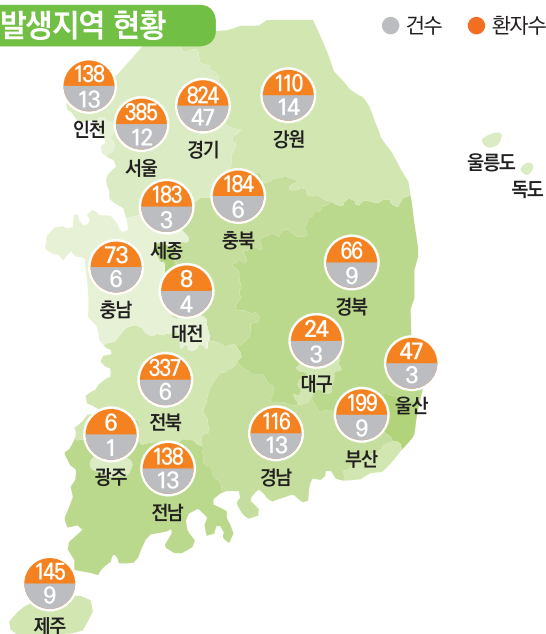 발생지역 현황
건수
환자수
138
13
인천
385
12
서울
824
47
경기
110
14
강원
울릉도
독도
183
3
세종
184
6
충북
73
6
충남
8
4
대전
66
9
경북
24
3
대구
47
3
울산
337
6
전북
199
9
부산
6
1
광주
138
13
전남
116
13
경남
145
9
제주